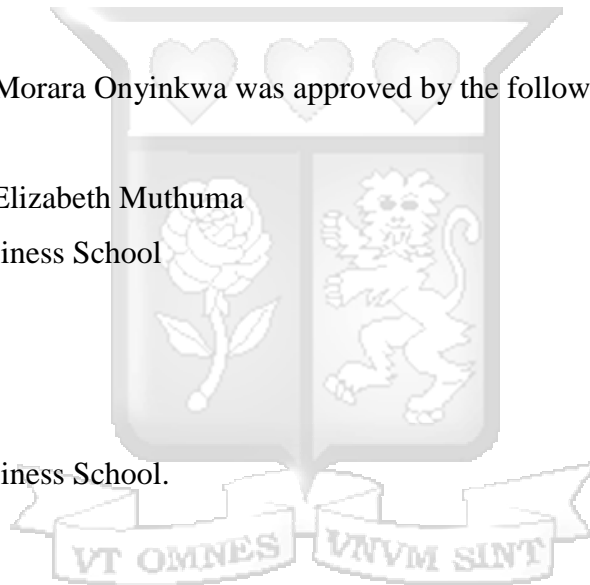 Morara Onyinkwa was approved by the follow
Elizabeth Muthuma
iness School
iness School.
VT OMNES VNVM SINT